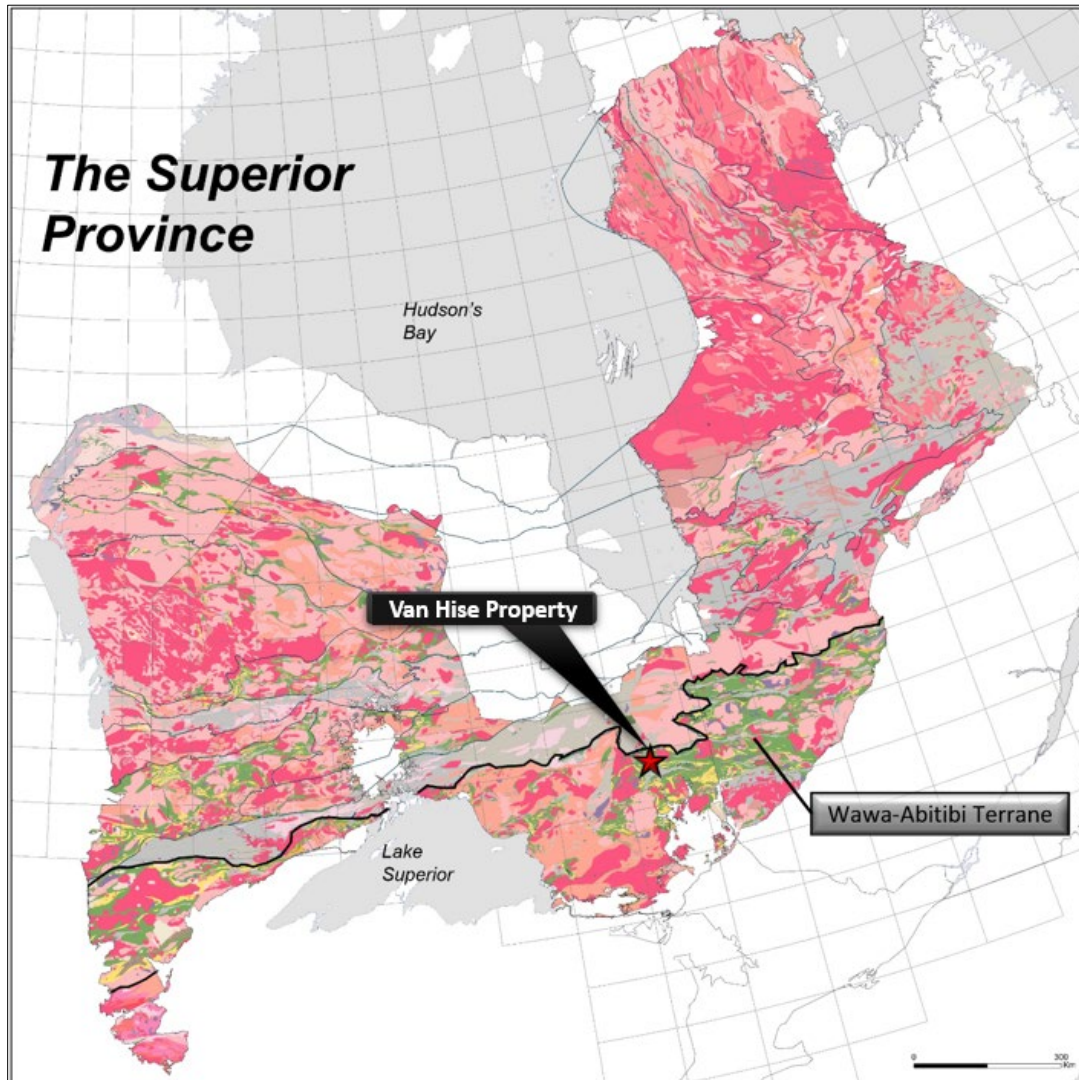 The Superior
Province
Hudson's
Bay
Van Hise Property
Wawa-Abitibi Terrane
Lake
Superior
0 300
Km